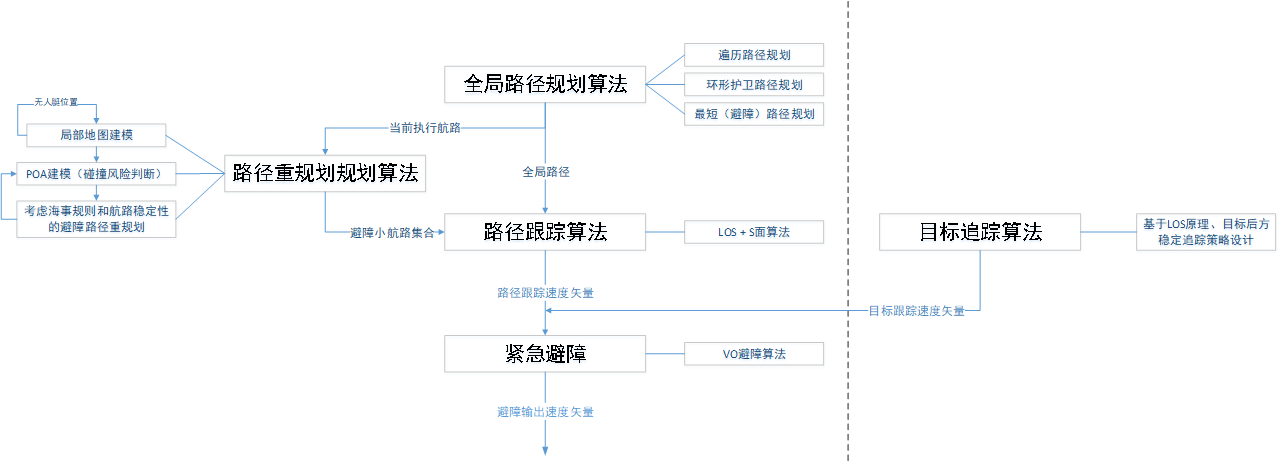 遍历路径规划
全局路径规划算法
环形护卫路径规划
最短（避障）路径规划
无人艇位置
局部地图建模
当前执行航路
POA建模（碰撞风险判断）
路径重规划规划算法
全局路径
考虑海事规则和航路稳定性
的避障路径重规划
避障小航路集合
路径跟踪算法
LOS + S面算法
目标追踪算法
基于LOS原理、目标后方
稳定追踪策略设计
路径跟踪速度矢量
目标跟踪速度矢量
紧急避障
VO避障算法
避障输出速度矢量